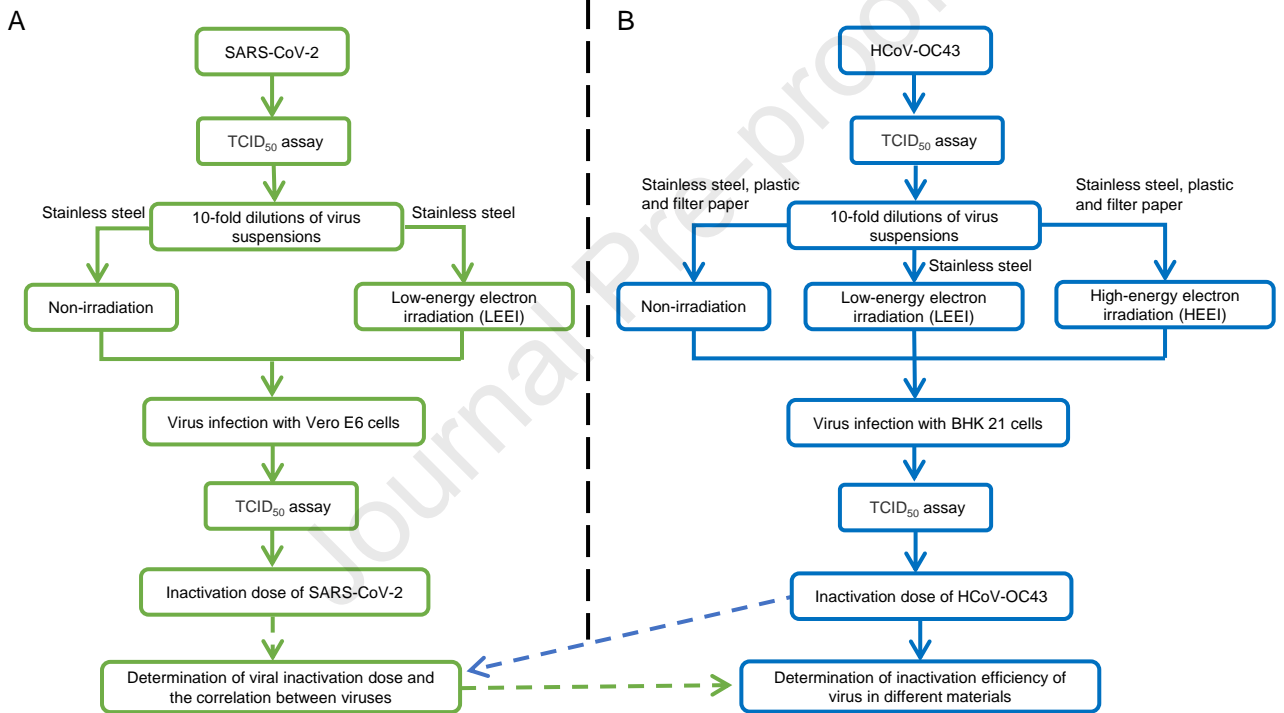 A
SARS-CoV-2
TCID₅₀ assay
Stainless steel
10-fold dilutions of virus
suspensions
Stainless steel
Non-irradiation
Low-energy electron
irradiation (LEEI)
Virus infection with Vero E6 cells
TCID₅₀ assay
Inactivation dose of SARS-CoV-2
Determination of viral inactivation dose and
the correlation between viruses
B
HCoV-OC43
TCID₅₀ assay
Stainless steel, plastic
and filter paper
10-fold dilutions of virus
suspensions
Stainless steel, plastic
and filter paper
Stainless steel
Non-irradiation
Low-energy electron
irradiation (LEEI)
High-energy electron
irradiation (HEEI)
Virus infection with BHK 21 cells
TCID₅₀ assay
Inactivation dose of HCoV-OC43
Determination of inactivation efficiency of
virus in different materials
Journal Pre-proof